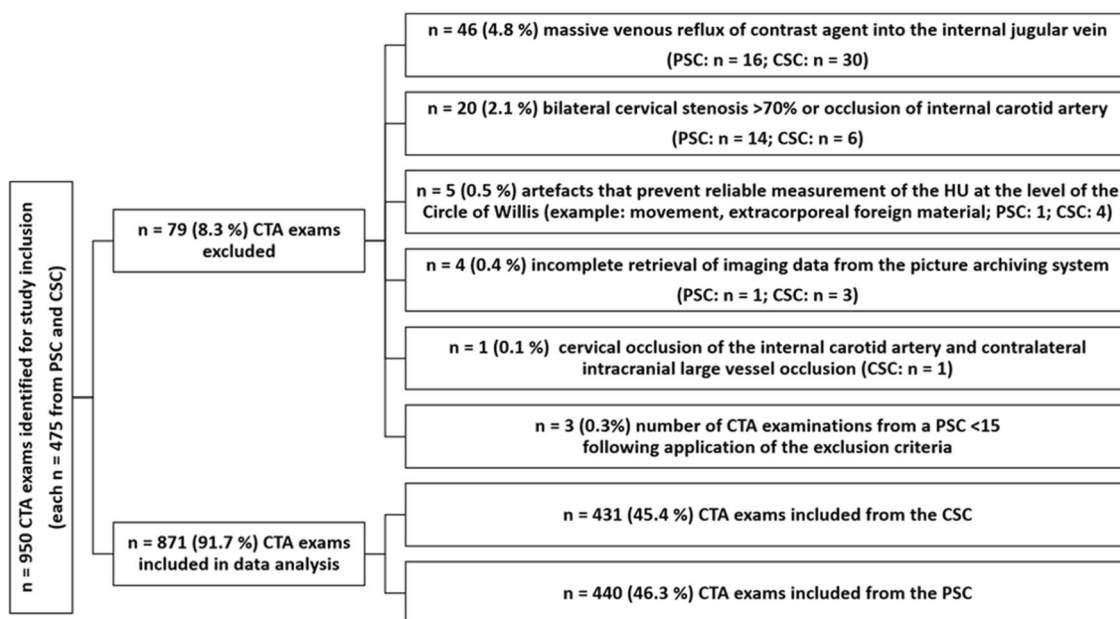 n = 950 CTA exams identified for study inclusion
(each n = 475 from PSC and CSC)
n = 79 (8.3 %) CTA exams
excluded
n = 46 (4.8 %) massive venous reflux of contrast agent into the internal jugular vein
(PSC: n = 16; CSC: n = 30)
n = 20 (2.1 %) bilateral cervical stenosis >70% or occlusion of internal carotid artery
(PSC: n = 14; CSC: n = 6)
n = 5 (0.5 %) artefacts that prevent reliable measurement of the HU at the level of the
Circle of Willis (example: movement, extracorporeal foreign material; PSC: 1; CSC: 4)
n = 4 (0.4 %) incomplete retrieval of imaging data from the picture archiving system
(PSC: n = 1; CSC: n = 3)
n = 1 (0.1 %) cervical occlusion of the internal carotid artery and contralateral
intracranial large vessel occlusion (CSC: n = 1)
n = 3 (0.3%) number of CTA examinations from a PSC <15
following application of the exclusion criteria
n = 871 (91.7 %) CTA exams
included in data analysis
n = 431 (45.4 %) CTA exams included from the CSC
n = 440 (46.3 %) CTA exams included from the PSC